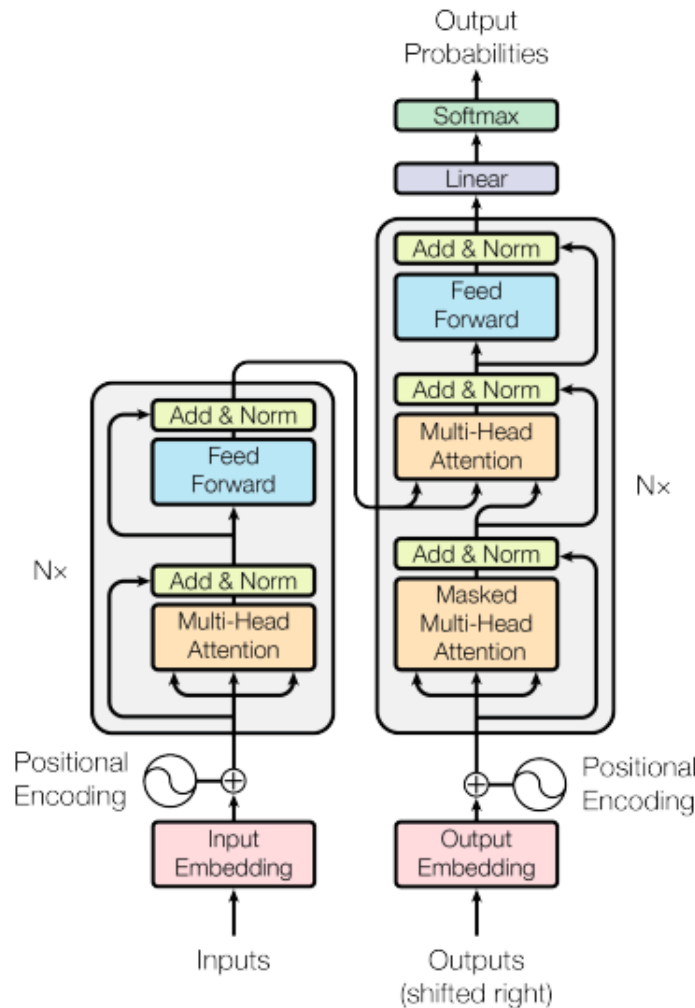 Output
Probabilities
Softmax
Linear
Add & Norm
Feed
Forward
Add & Norm
Multi-Head
Attention
Add & Norm
Masked
Multi-Head
Attention
Nx
Add & Norm
Feed
Forward
Add & Norm
Multi-Head
Attention
Nx
Positional
Encoding
Positional
Encoding
Input
Embedding
Output
Embedding
Inputs
Outputs
(shifted right)